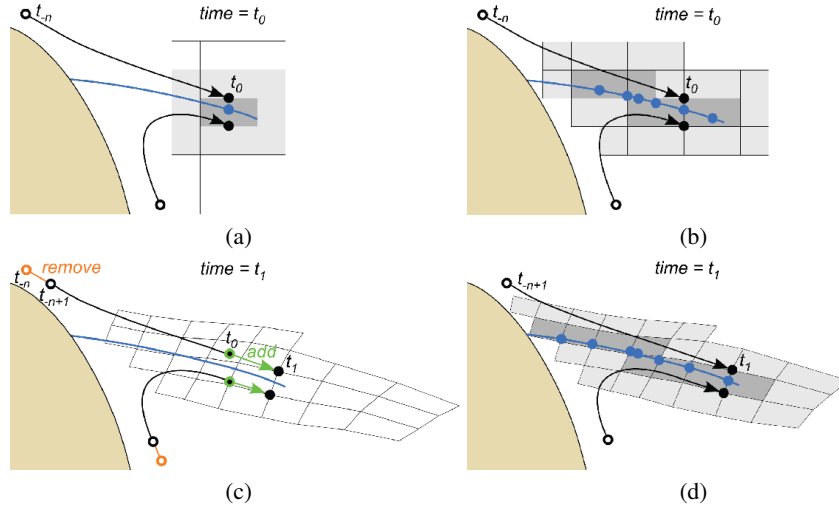 t-n
time = t0
t0
(a)
t-n
time = t0
t0
(b)
remove
t-n
t-n+1
time = t1
t0
add
t1
(c)
t-n+1
time = t1
t1
(d)